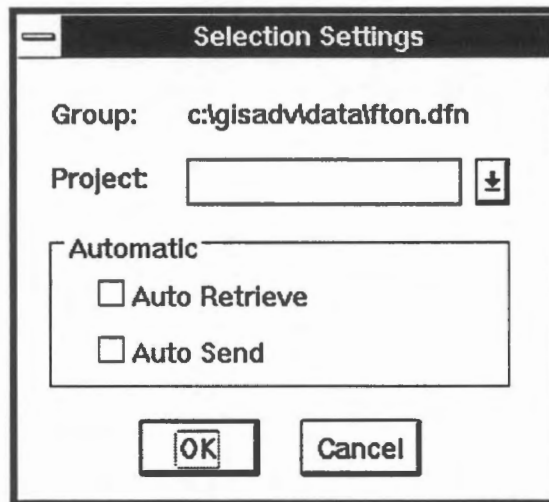 Selection Settings
Group: c:\gisadv\data\fton.dfn
Project:
Automatic
Auto Retrieve
Auto Send
OK Cancel